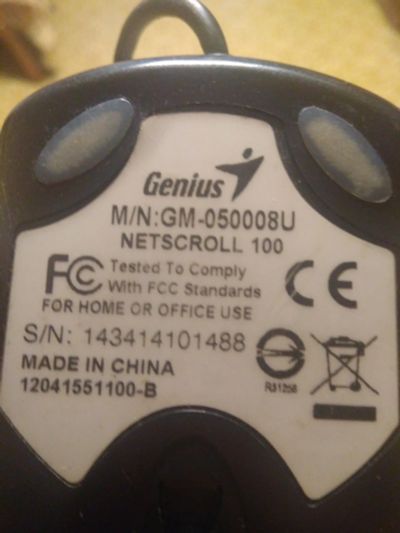 Genius
M/N:GM-050008U
NETSCROLL 100
FC Tested To Comply
With FCC Standards
FOR HOME OR OFFICE USE
CE
S/N: 143414101488
MADE IN CHINA
12041551100-B
R31256